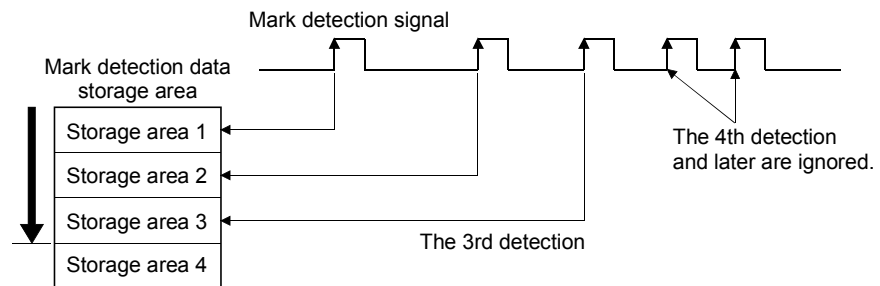 Mark detection signal
Mark detection data
storage area
Storage area 1
Storage area 2
Storage area 3
Storage area 4
The 4th detection
and later are ignored.
The 3rd detection